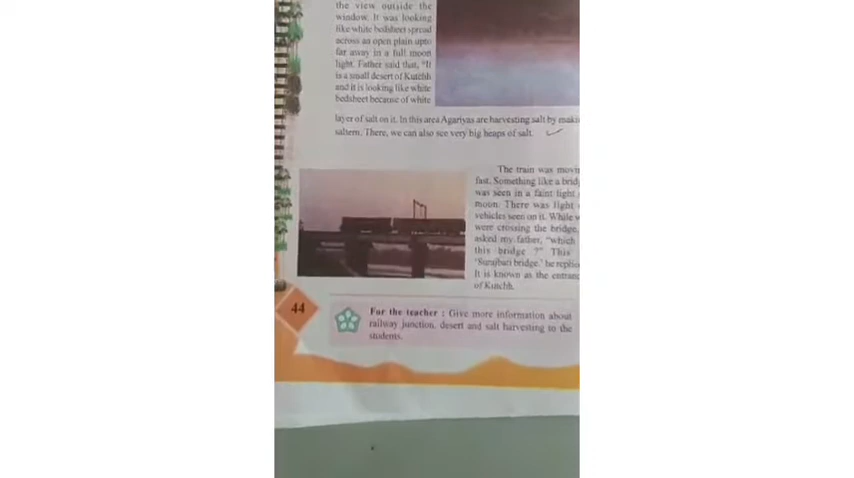 the view outside the
window. It was looking
like white bedsheet spread
across an open plain upto
far away in a full moon
light. Father said that, "It
is a small desert of Kutchh
and it is looking like white
bedsheet because of white
layer of salt on it. In this area Agariyas are harvesting salt by
saltern. There, we can also see very big heaps of salt.
The train was
fast. Something like a
was seen in a faint light
moon. There was light
vehicles seen on it. While
were crossing the bridge,
asked my father, "which
this bridge ?" This
'Surajbari bridge,' he
It is known as the
of Kutchh.
44
For the teacher : Give more information about
railway junction, desert and salt harvesting to the
students.